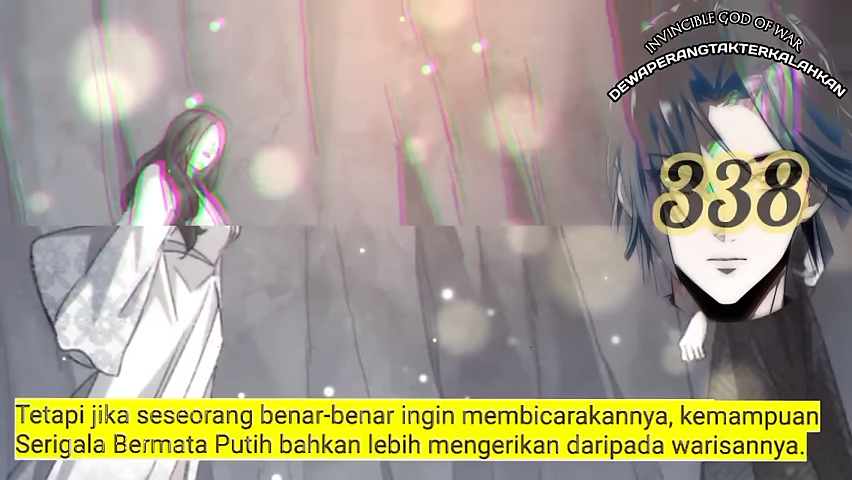 INVINCIBLE GOD OF WAR
DEWAPERANGTAKTERKALAHKAN
338
Tetapi jika seseorang benar-benar ingin membicarakannya, kemampuan
Serigala Bermata Putih bahkan lebih mengerikan daripada warisannya.